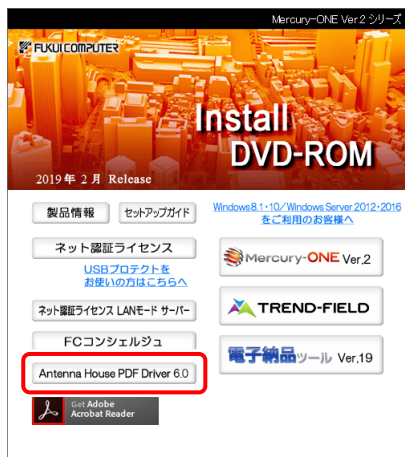 Mercury-ONE Ver.2 シリーズ
FUKUI COMPUTER
Install
DVD-ROM
2019 年 2 月 Release
製品情報
セットアップガイド
Windows8.1・10/Windows Server 2012・2016
をご利用のお客様へ
ネット認証ライセンス
USBプロテクトを
お使いの方はこちらへ
ネット認証ライセンス LANモード サーバー
FCコンシェルジュ
Antenna House PDF Driver 6.0
Get Adobe
Acrobat Reader
Mercury-ONE Ver.2
TREND-FIELD
電子納品ツール Ver.19